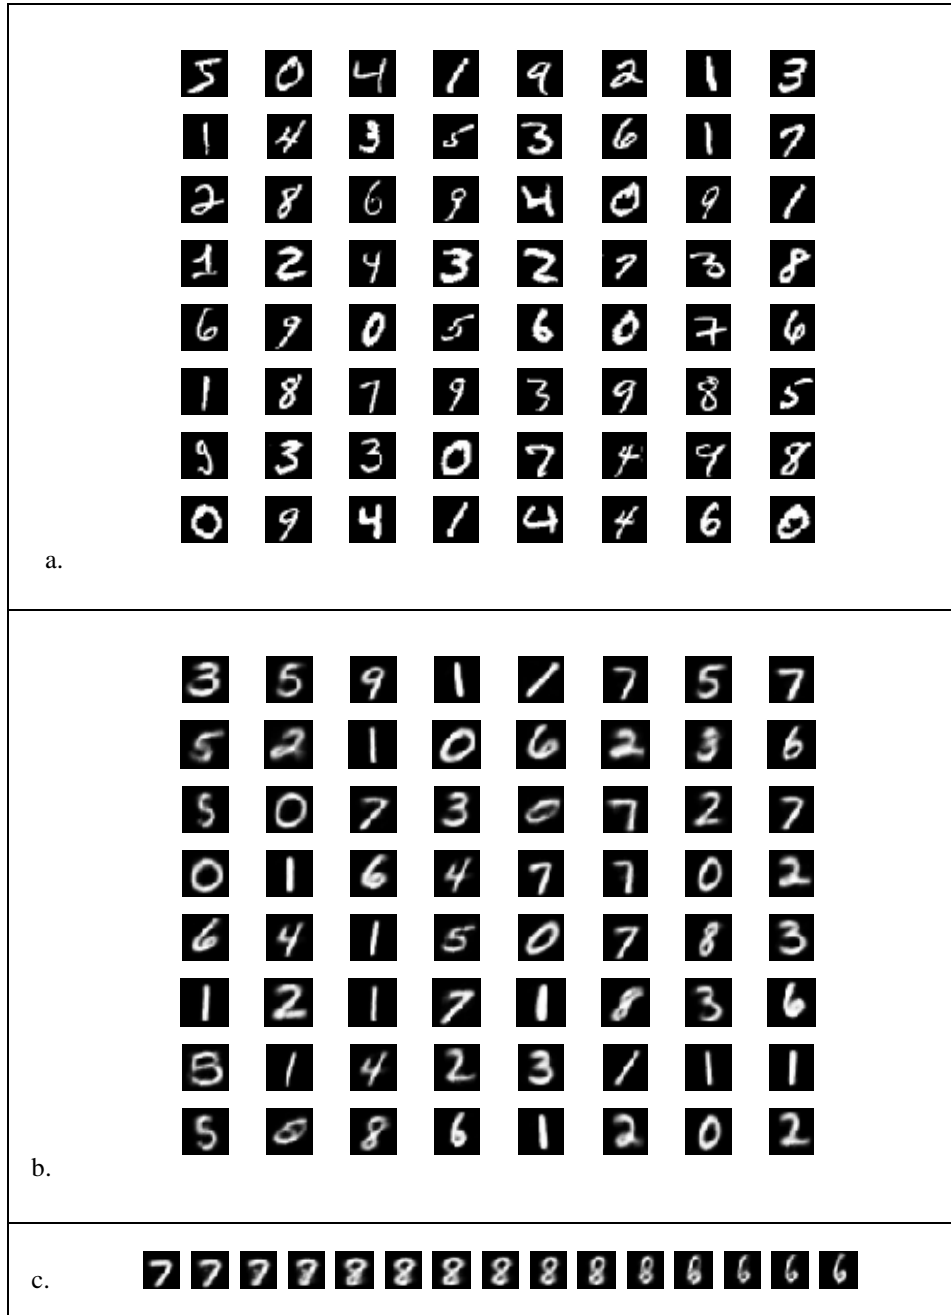 5 0 4 1 9 2 1 3
1 4 3 5 3 6 1 7
2 8 6 9 4 0 9 1
1 2 4 3 2 7 3 8
6 9 0 5 6 0 7 6
1 8 7 9 3 9 8 5
9 3 3 0 7 4 9 8
0 9 4 1 4 4 6 0
a.
3 5 9 1 1 7 5 7
5 2 1 0 6 2 3 6
5 0 7 3 0 7 2 7
0 1 6 4 7 7 0 2
6 4 1 5 0 7 8 3
1 2 1 7 1 8 3 6
1 4 2 3 1 1 1
5 8 6 1 2 0 2
b.
c. 7 7 7 8 8 8 8 8 8 8 6 6 6